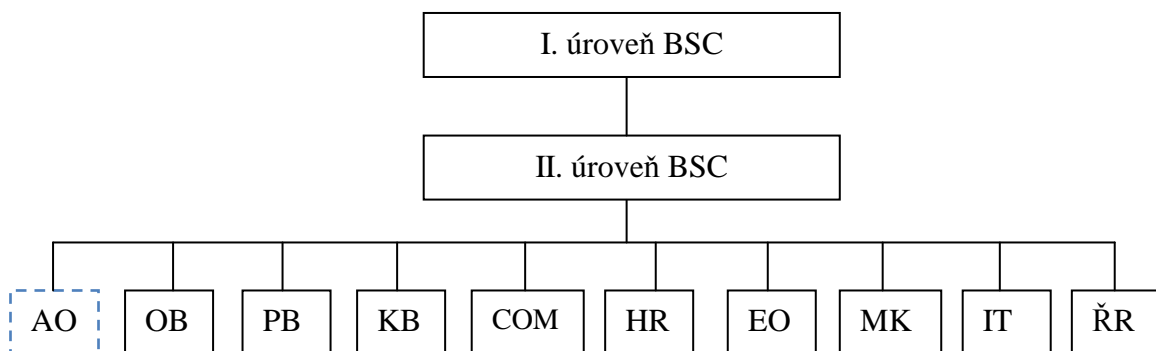 I. úroveň BSC
II. úroveň BSC
AO OB PB KB COM HR EO MK IT ŘR